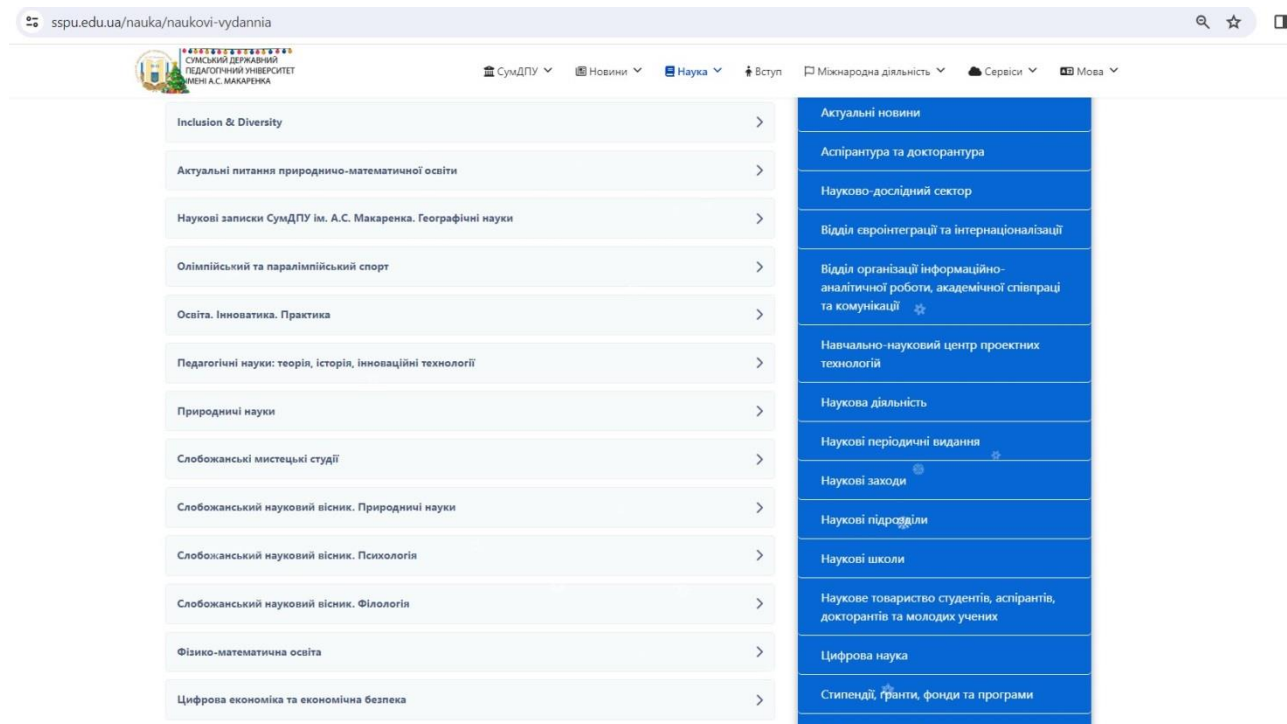 sspu.edu.ua/nauka/naukovi-vydannia
СУМСЬКИЙ ДЕРЖАВНИЙ
ПЕДАГОГІЧНИЙ УНІВЕРСИТЕТ
ІМЕНІ А.С. МАКАРЕНКА
СумДПУ
Новини
Наука
Вступ
Міжнародна діяльність
Сервіси
Мова
Inclusion & Diversity
Актуальні питання природничо-математичної освіти
Наукові записки СумДПУ ім. А.С. Макаренка. Географічні науки
Олімпійський та паралімпійський спорт
Освіта. Інноватика. Практика
Педагогічні науки: теорія, історія, інноваційні технології
Природничі науки
Слобожанські мистецькі студії
Слобожанський науковий вісник. Природничі науки
Слобожанський науковий вісник. Психологія
Слобожанський науковий вісник. Філологія
Фізико-математична освіта
Цифрова економіка та економічна безпека
Актуальні новини
Аспірантура та докторантура
Науково-дослідний сектор
Відділ євроінтеграції та інтернаціоналізації
Відділ організації інформаційно-
аналітичної роботи, академічної співпраці
та комунікації
Навчально-науковий центр проектних
технологій
Наукова діяльність
Наукові періодичні видання
Наукові заходи
Наукові підрозділи
Наукові школи
Наукове товариство студентів, аспірантів,
докторантів та молодих учених
Цифрова наука
Стипендії, гранти, фонди та програми